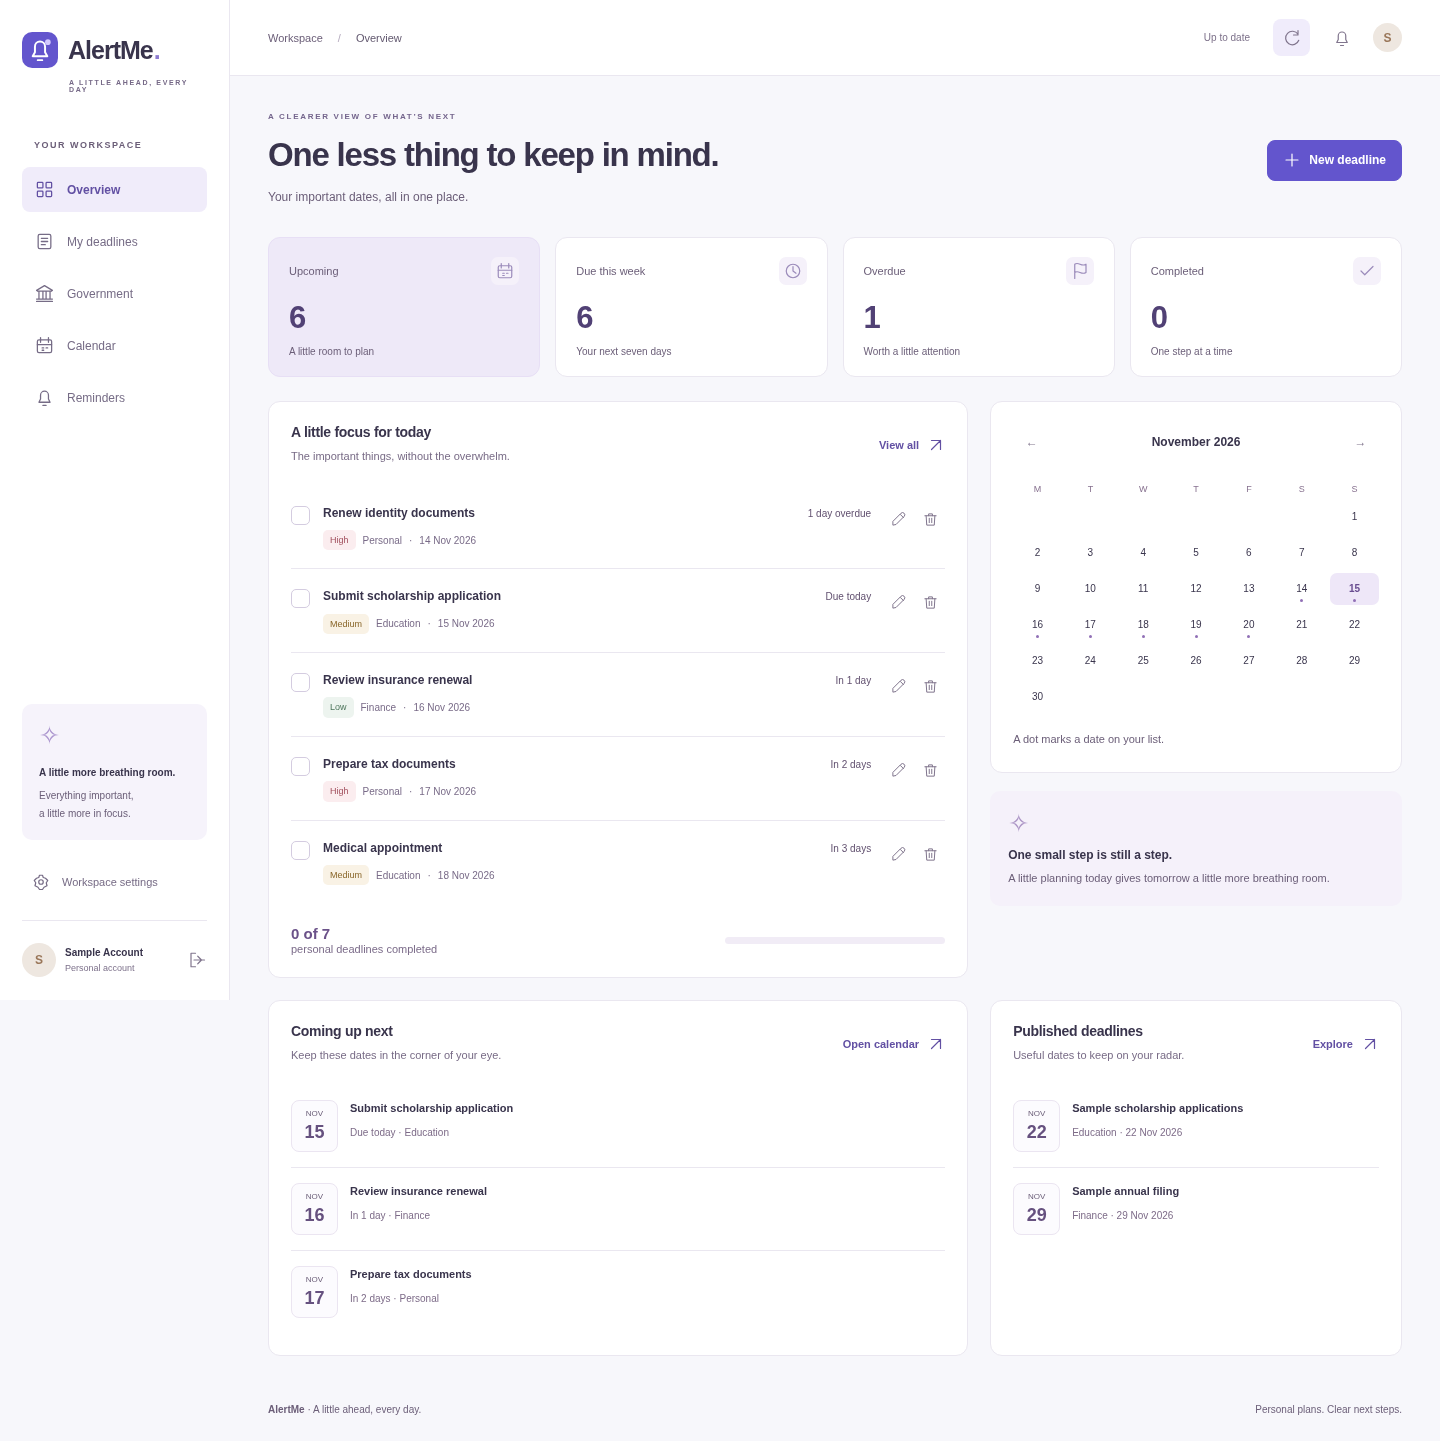 AlertMe.
A LITTLE AHEAD, EVERY
DAY
YOUR WORKSPACE
Overview
My deadlines
Government
Calendar
Reminders
A little more breathing room.
Everything important,
a little more in focus.
Workspace settings
S
Sample Account
Personal account
Workspace / Overview
Up to date
S
A CLEARER VIEW OF WHAT'S NEXT
One less thing to keep in mind.
Your important dates, all in one place.
New deadline
Upcoming
6
A little room to plan
Due this week
6
Your next seven days
Overdue
1
Worth a little attention
Completed
0
One step at a time
A little focus for today
The important things, without the overwhelm.
View all
Renew identity documents
1 day overdue
High Personal · 14 Nov 2026
Submit scholarship application
Due today
Medium Education · 15 Nov 2026
Review insurance renewal
In 1 day
Low Finance · 16 Nov 2026
Prepare tax documents
In 2 days
High Personal · 17 Nov 2026
Medical appointment
In 3 days
Medium Education · 18 Nov 2026
0 of 7
personal deadlines completed
← November 2026 →
M T W T F S S
1
2 3 4 5 6 7 8
9 10 11 12 13 14 15
16 17 18 19 20 21 22
23 24 25 26 27 28 29
30
A dot marks a date on your list.
One small step is still a step.
A little planning today gives tomorrow a little more breathing room.
Coming up next
Keep these dates in the corner of your eye.
Open calendar
NOV
15
Submit scholarship application
Due today · Education
NOV
16
Review insurance renewal
In 1 day · Finance
NOV
17
Prepare tax documents
In 2 days · Personal
Published deadlines
Useful dates to keep on your radar.
Explore
NOV
22
Sample scholarship applications
Education · 22 Nov 2026
NOV
29
Sample annual filing
Finance · 29 Nov 2026
AlertMe · A little ahead, every day.
Personal plans. Clear next steps.